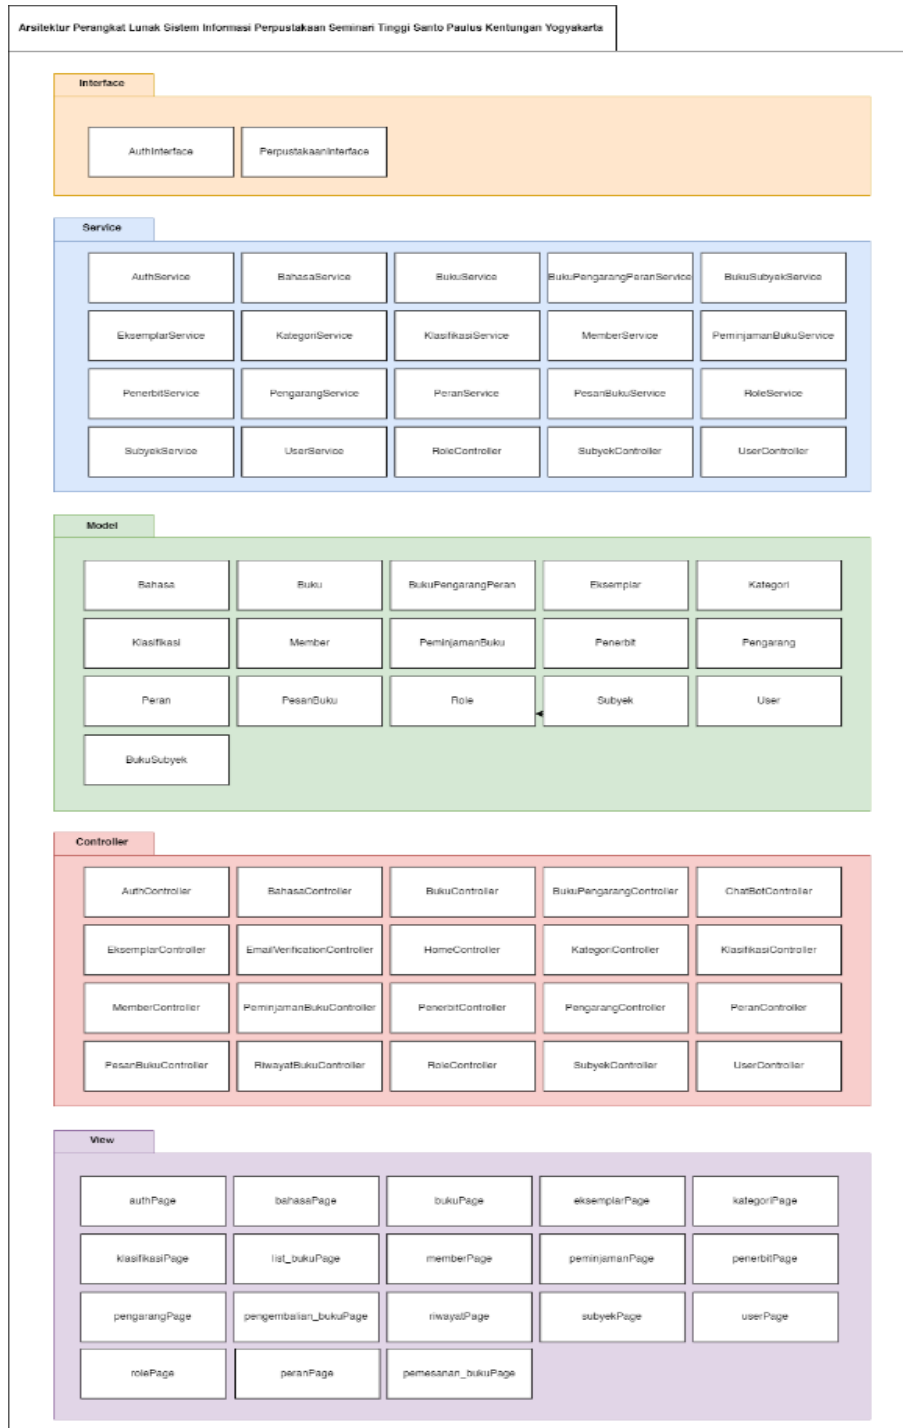 Arsitektur Perangkat Lunak Sistem Informasi Perpustakaan Seminari Tinggi Santo Paulus Kentungan Yogyakarta
Interface
AuthInterface PerpustakaanInterface
Service
AuthService BahasaService BukuService BukuPengarangPeranService BukuSubyekService
EksemplarService KategoriService KlasifikasiService MemberService PeminjamanBukuService
PenerbitService PengarangService PeranService PesanBukuService RoleService
SubyekService UserService RoleController SubyekController UserController
Model
Bahasa Buku BukuPengarangPeran Eksemplar Kategori
Klasifikasi Member PeminjamanBuku Penerbit Pengarang
Peran PesanBuku Role Subyek User
BukuSubyek
Controller
AuthController BahasaController BukuController BukuPengarangController ChatBotController
EksemplarController EmailVerificationController HomeController KategoriController KlasifikasiController
MemberController PeminjamanBukuController PenerbitController PengarangController PeranController
PesanBukuController RiwayatBukuController RoleController SubyekController UserController
View
authPage bahasaPage bukuPage eksemplarPage kategoriPage
klasifikasiPage list_bukuPage memberPage peminjamanPage penerbitPage
pengarangPage pengembalian_bukuPage riwayatPage subyekPage userPage
rolePage peranPage pemesanan_bukuPage